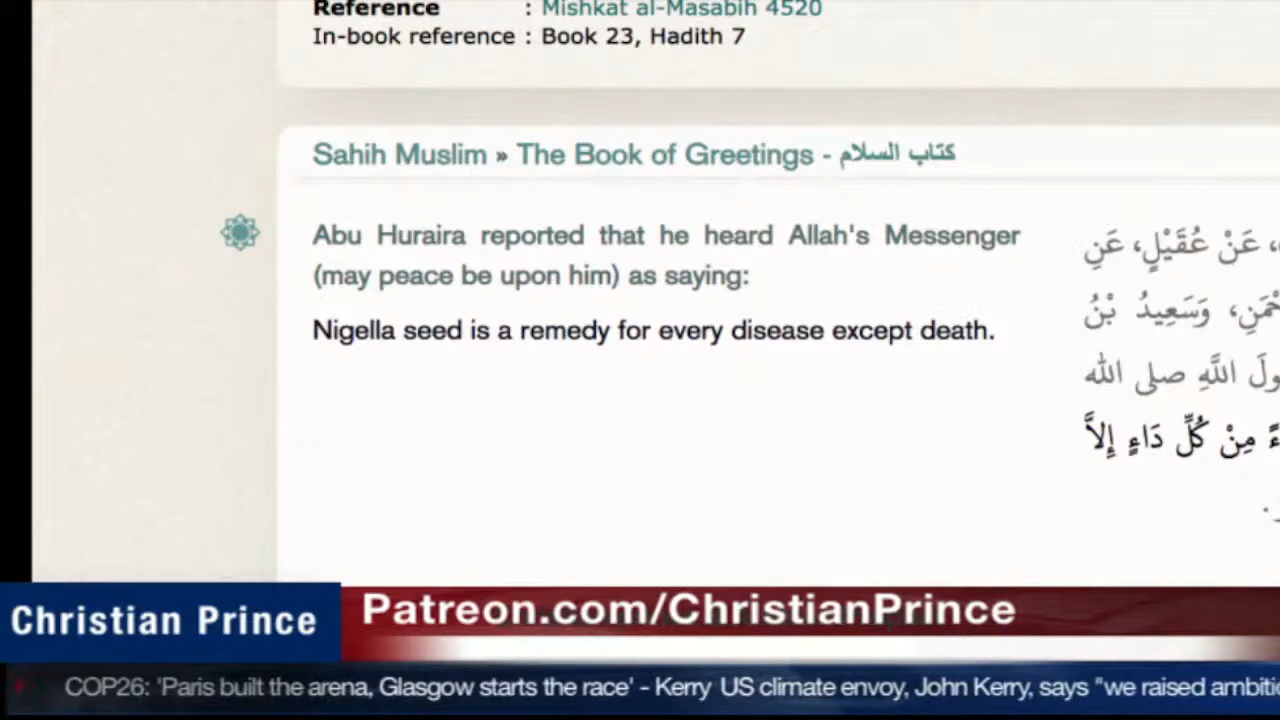 Reference : Mishkat al-Masabih 4520
In-book reference : Book 23, Hadith 7
Sahih Muslim » The Book of Greetings - كتاب السلام
Abu Huraira reported that he heard Allah's Messenger
(may peace be upon him) as saying:
Nigella seed is a remedy for every disease except death.
عَنْ عُقَيْلٍ، عَنِ
وَسَعِيدُ بْنُ
اللَّهِ صلى الله
مِنْ كُلِّ دَاءٍ إِلاَّ
Christian Prince
Patreon.com/ChristianPrince
COP26: 'Paris built the arena, Glasgow starts the race' - Kerry US climate envoy, John Kerry, says "we raised